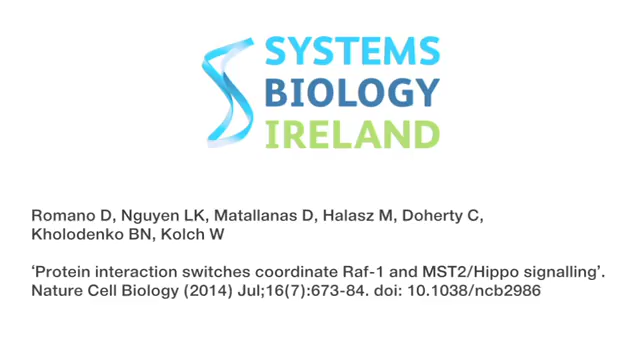 SYSTEMS
BIOLOGY
IRELAND
Romano D, Nguyen LK, Matallanas D, Halasz M, Doherty C,
Kholodenko BN, Kolch W
‘Protein interaction switches coordinate Raf-1 and MST2/Hippo signalling’.
Nature Cell Biology (2014) Jul;16(7):673-84. doi: 10.1038/ncb2986